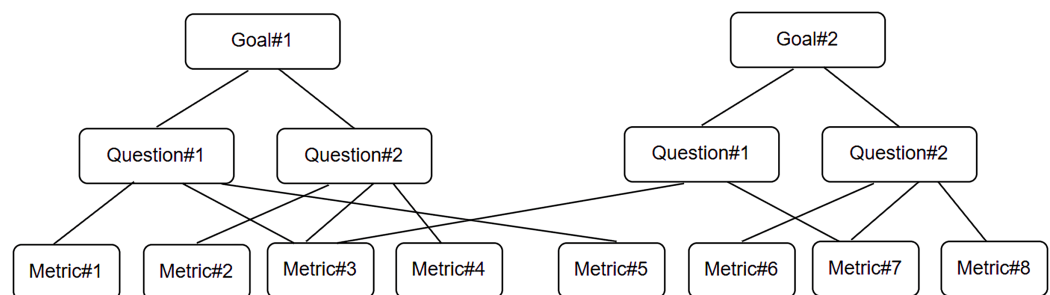 Goal#1
Goal#2
Question#1
Question#2
Question#1
Question#2
Metric#1
Metric#2
Metric#3
Metric#4
Metric#5
Metric#6
Metric#7
Metric#8